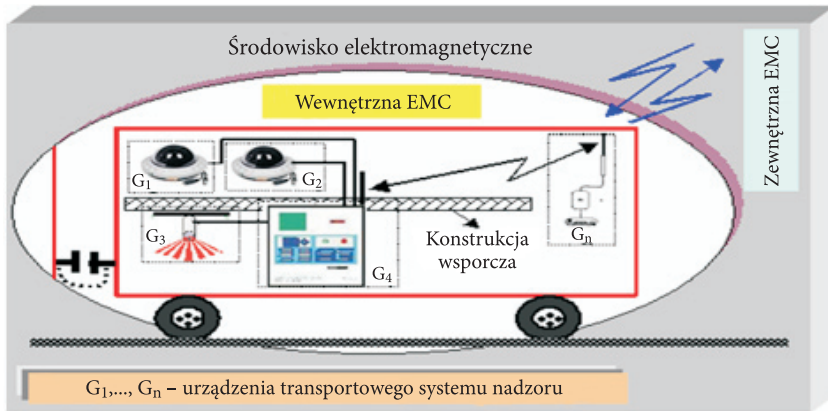 Środowisko elektromagnetyczne
Wewnętrzna EMC
Zewnętrzna EMC
G1
G2
G3
G4
Gn
Konstrukcja
wsporcza
G1,..., Gn – urządzenia transportowego systemu nadzoru